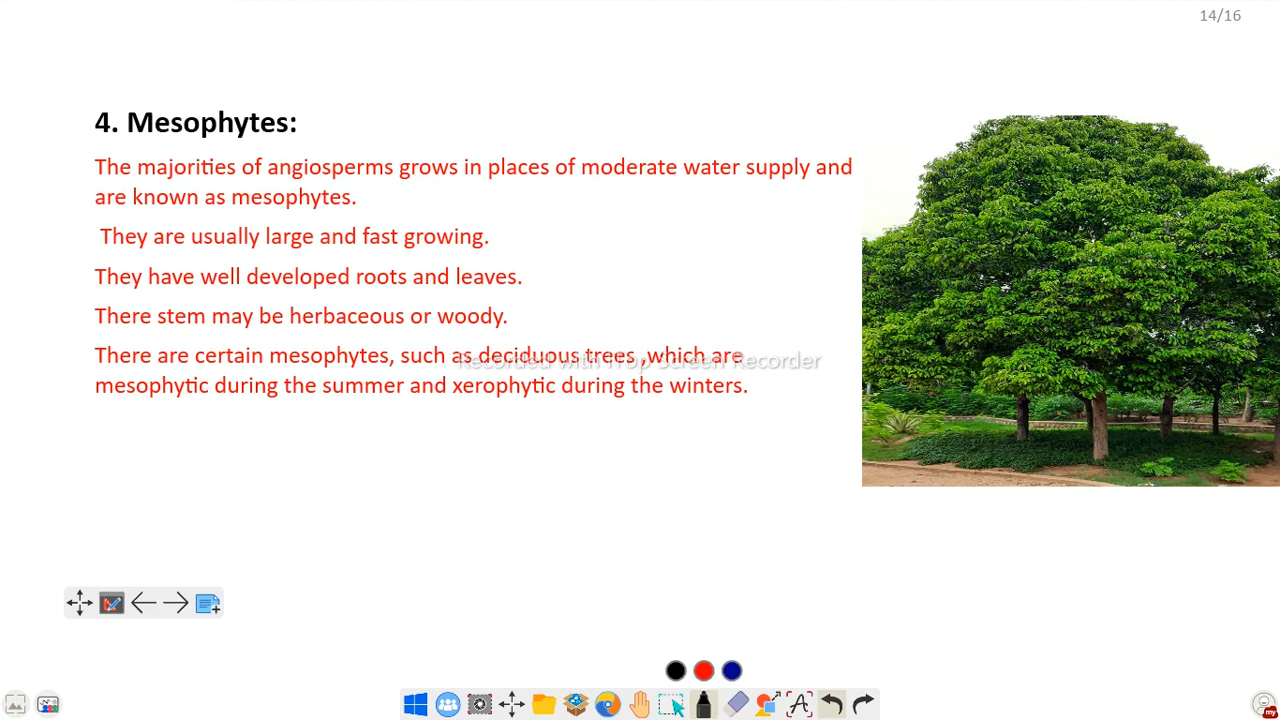 14/16
4. Mesophytes:
The majorities of angiosperms grows in places of moderate water supply and
are known as mesophytes.
They are usually large and fast growing.
They have well developed roots and leaves.
There stem may be herbaceous or woody.
There are certain mesophytes, such as deciduous trees ,which are
Recorded with iTop Screen Recorder
mesophytic during the summer and xerophytic during the winters.
my